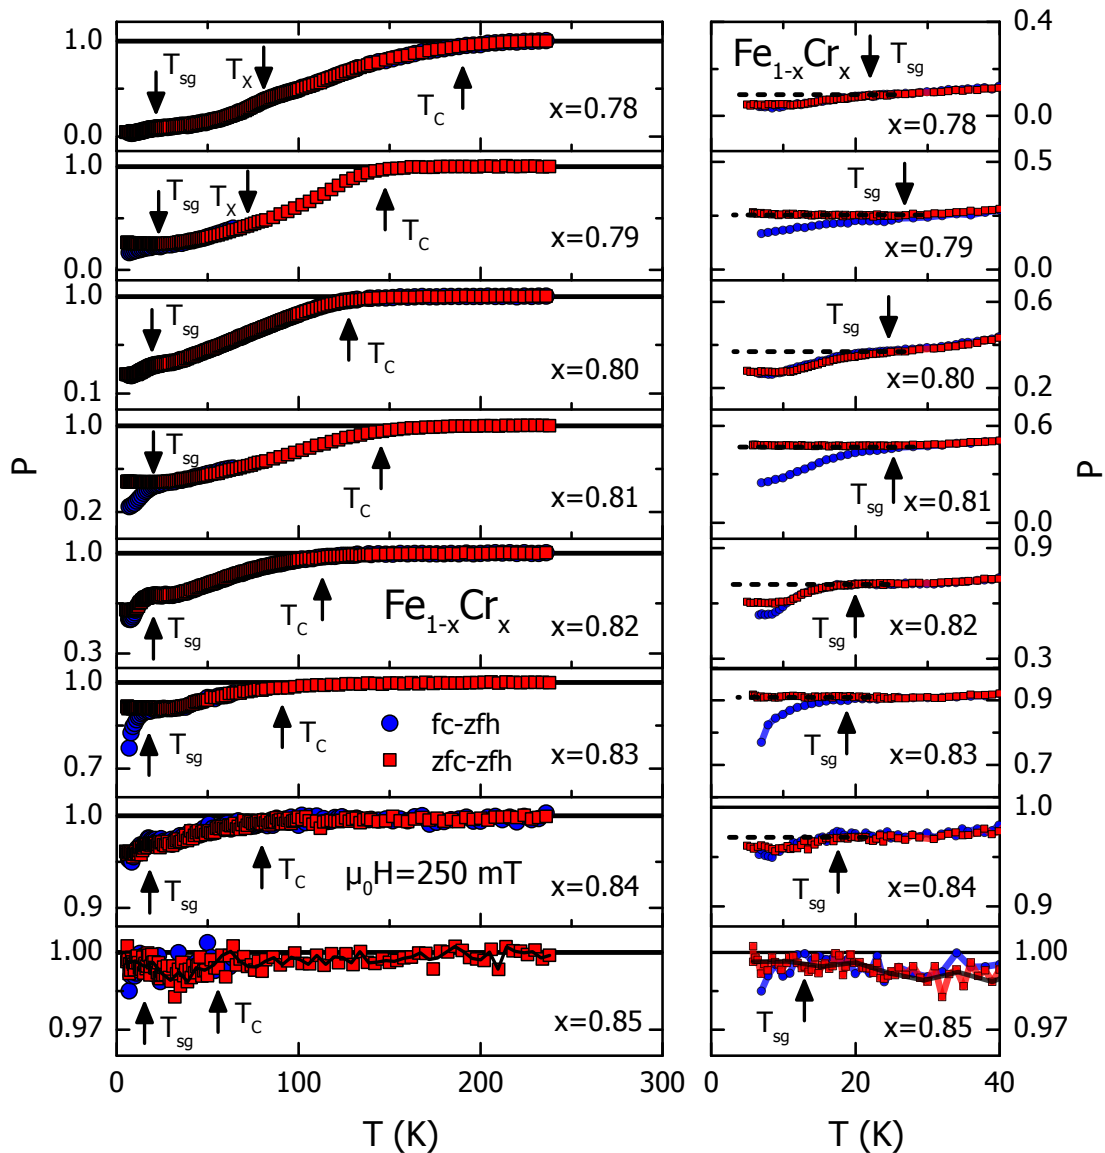 P
1.0
0.0
T_sg
T_X
T_C
x=0.78
1.0
0.0
T_sg
T_X
T_C
x=0.79
1.0
0.1
T_sg
T_C
x=0.80
1.0
0.2
T_sg
T_C
x=0.81
1.0
0.3
T_sg
T_C
Fe_{1-x}Cr_x
x=0.82
1.0
0.7
T_sg
T_C
fc-zfh
zfc-zfh
x=0.83
1.0
0.9
T_sg
T_C
μ_0H=250 mT
x=0.84
1.00
0.97
T_sg
T_C
x=0.85
0 100 200 300
T (K)
Fe_{1-x}Cr_x
T_sg
x=0.78
0.4
0.0
T_sg
x=0.79
0.5
0.0
T_sg
x=0.80
0.6
0.2
T_sg
x=0.81
0.6
0.0
T_sg
x=0.82
0.9
0.3
T_sg
x=0.83
0.9
0.7
T_sg
x=0.84
1.0
0.9
T_sg
x=0.85
1.00
0.97
0 20 40
T (K)
P